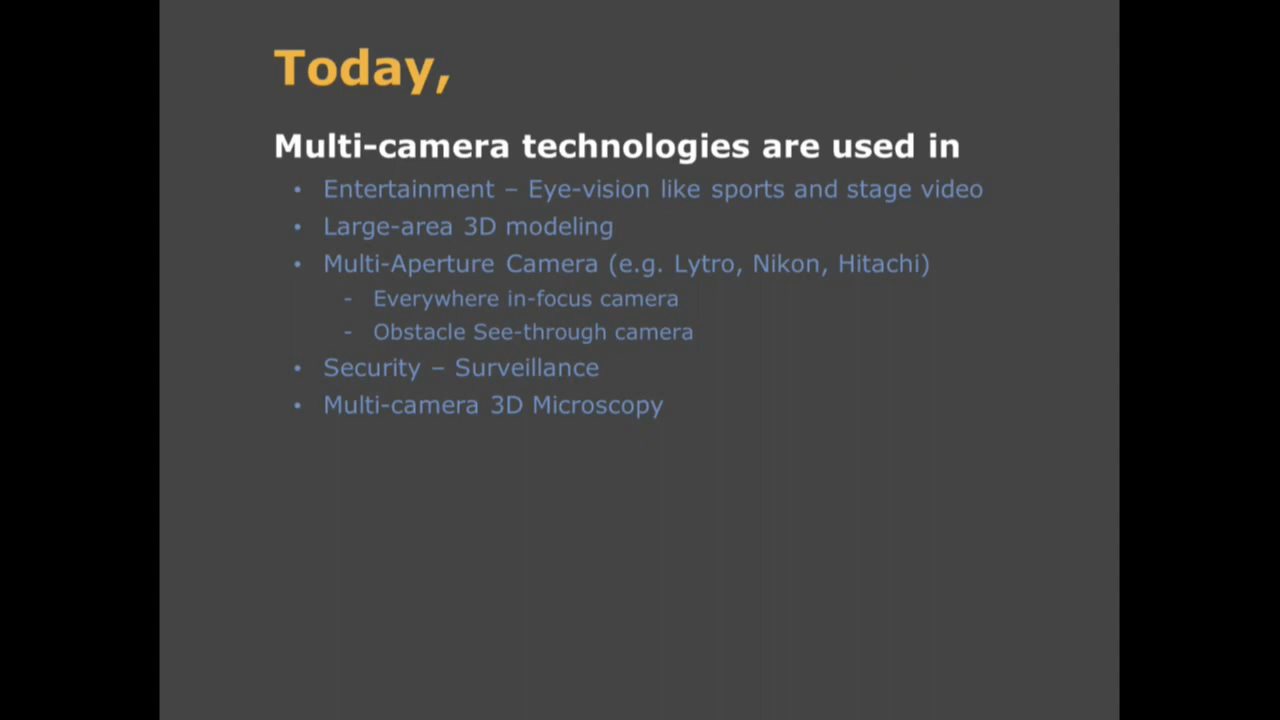 Today,
Multi-camera technologies are used in
• Entertainment – Eye-vision like sports and stage video
• Large-area 3D modeling
• Multi-Aperture Camera (e.g. Lytro, Nikon, Hitachi)
- Everywhere in-focus camera
- Obstacle See-through camera
• Security – Surveillance
• Multi-camera 3D Microscopy